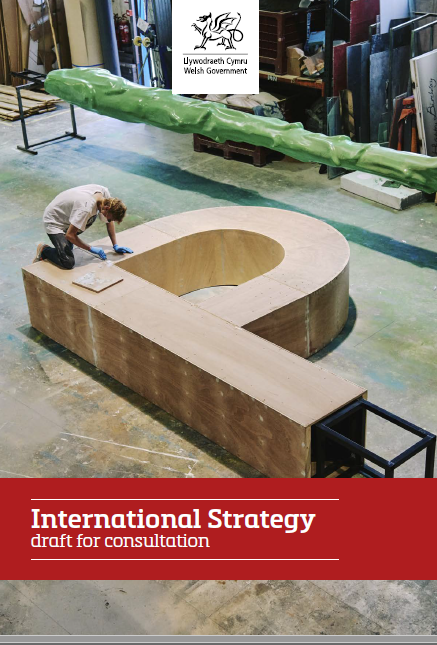 Llywodraeth Cymru
Welsh Government
International Strategy
draft for consultation